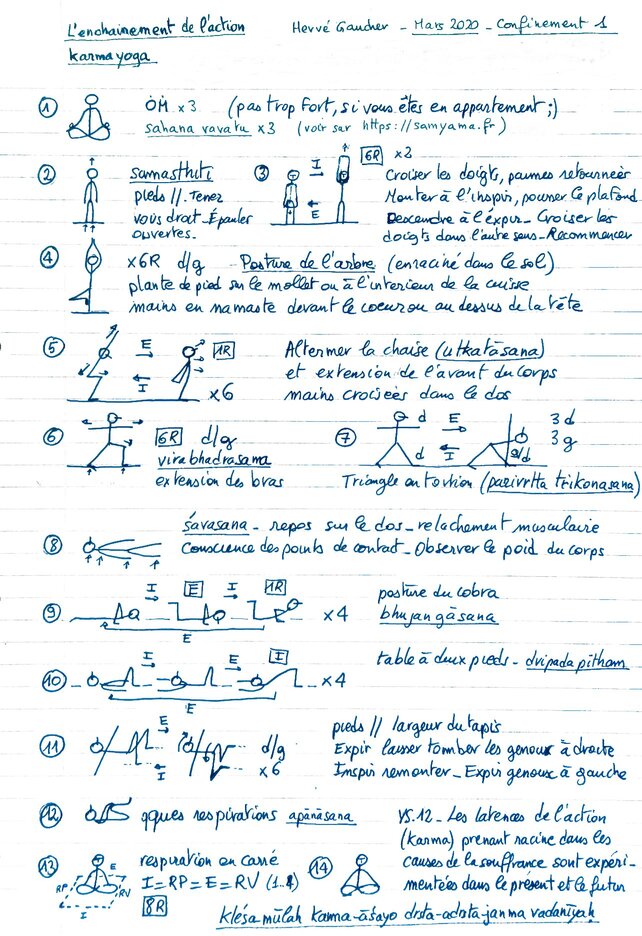 L'enchaînement de l'action
Hervé Gaucher - Mars 2020 - Confinement 1
karma yoga
1 OṀ x3 (pas trop fort, si vous êtes en appartement ;)
sahana vavatu x3 (voir sur https://samyama.fr)
2 samasthiti
pieds //. Tenez
vous droit. Épaules
ouvertes.
3 I E 6R x2
Croiser les doigts, paumes retournées
Monter à l'inspir, pousser le plafond
Descendre à l'expir - Croiser les
doigts dans l'autre sens - Recommencer
4 x6R d/g Posture de l'arbre (enraciné dans le sol)
plante de pied sur le mollet ou à l'interieur de la cuisse
mains en namaste devant le coeur ou au dessus de la tête
5 E I 1R x6
Alterner la chaise (utkatāsana)
et extension de l'avant du corps
mains croisées dans le dos
6 6R d/g
virabhadrasana
extension des bras
7 d d E I g/d 3d
3g
Triangle en torsion (parivrtta trikonasana)
8 śavasana - repos sur le dos - relachement musculaire
Conscience des points de contact - Observer le poid du corps
9 I E I 1R E x4
posture du cobra
bhujangāsana
10 I E I E x4
table à deux pieds - dvipada pitham
11 E I d/g
x6
pieds // largeur du tapis
Expir laisser tomber les genoux à droite
Inspir remonter - Expir genoux à gauche
12 qques respirations apānāsana
13 RP E RV I
respiration en carré
I = RP = E = RV
8R
14
YS.12 - Les latences de l'action
(karma) prenant racine dans les
causes de la souffrance sont expéri-
mentées dans le présent et le futur
kleśa-mūlah karma-āśayo drsta-adrsta-janma vadanīyah